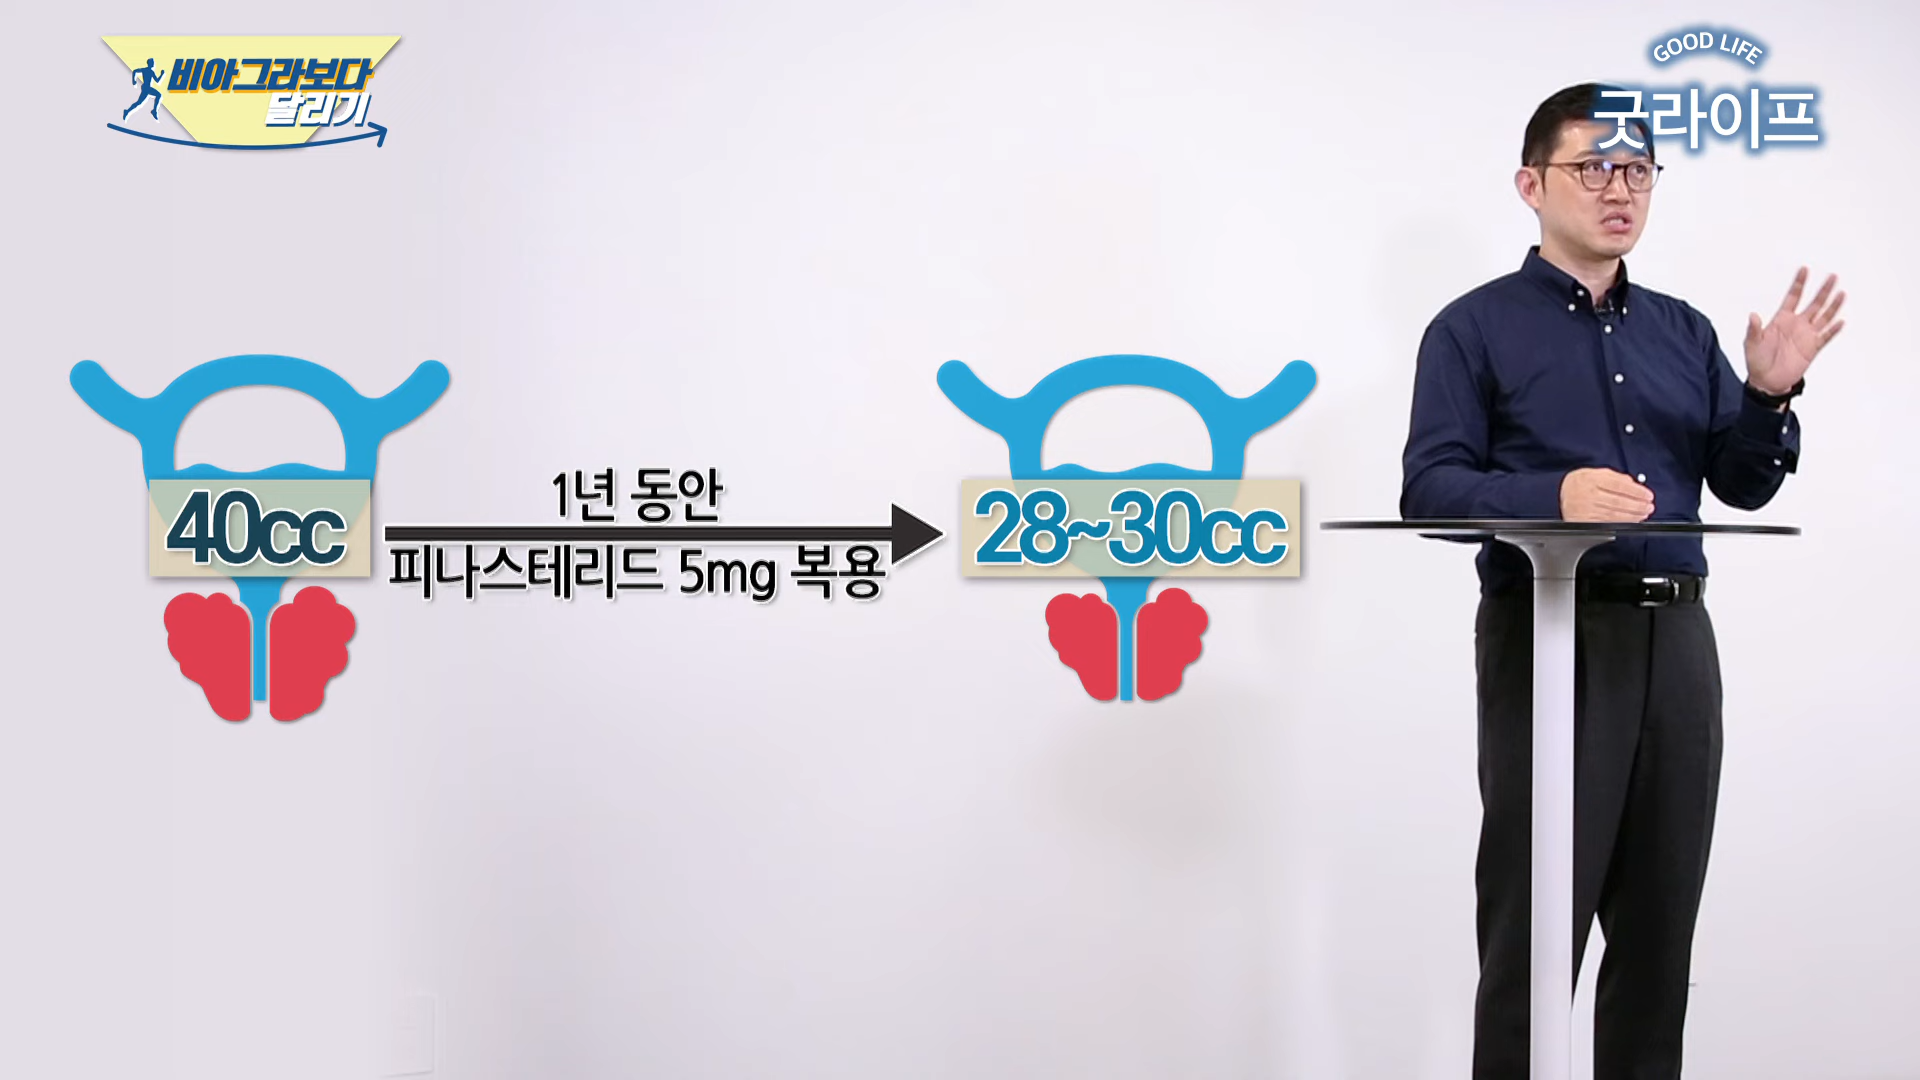 비아그라보다
달리기
GOOD LIFE
굿라이프
1년 동안
40cc
28~30cc
피나스테리드 5mg 복용